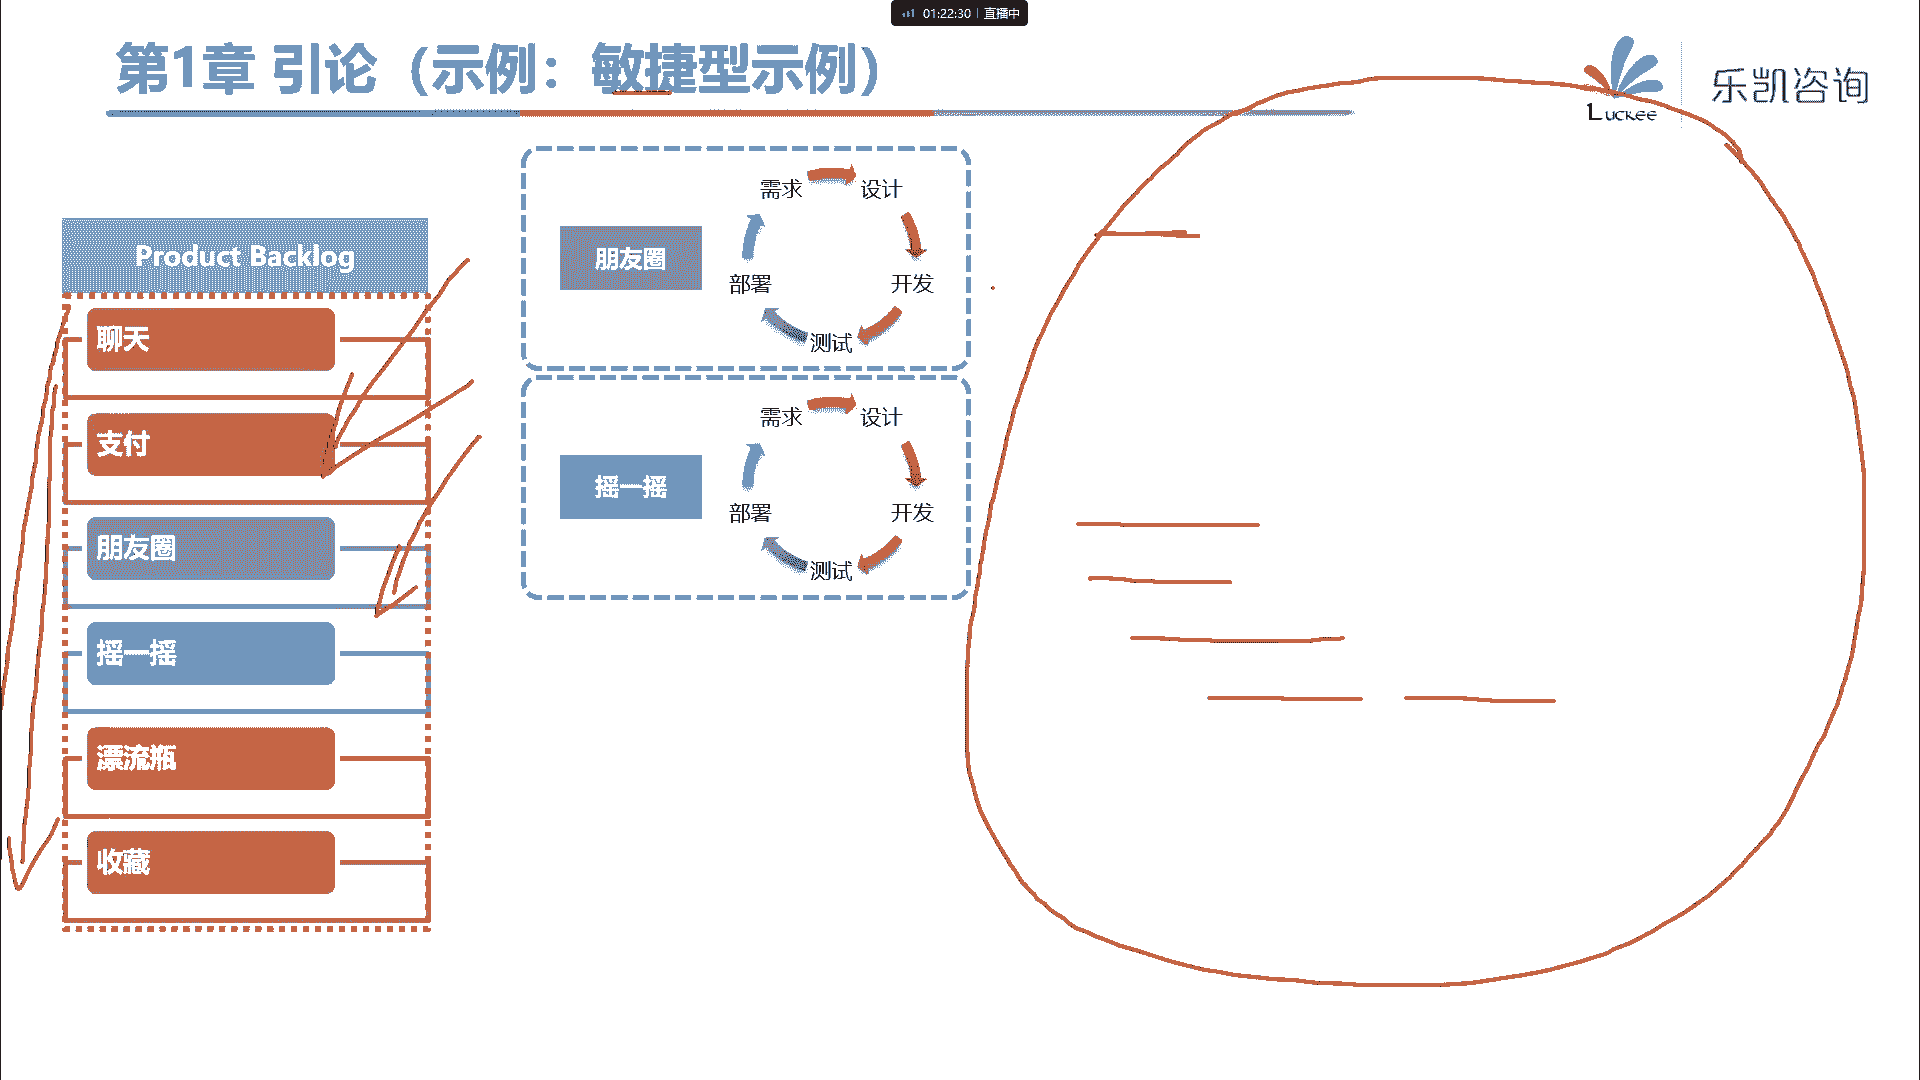 01:22:30 | 直播中
第1章 引论（示例：敏捷型示例）
Luckee
乐凯咨询
Product Backlog
聊天
支付
朋友圈
摇一摇
漂流瓶
收藏
朋友圈
需求
设计
开发
测试
部署
摇一摇
需求
设计
开发
测试
部署